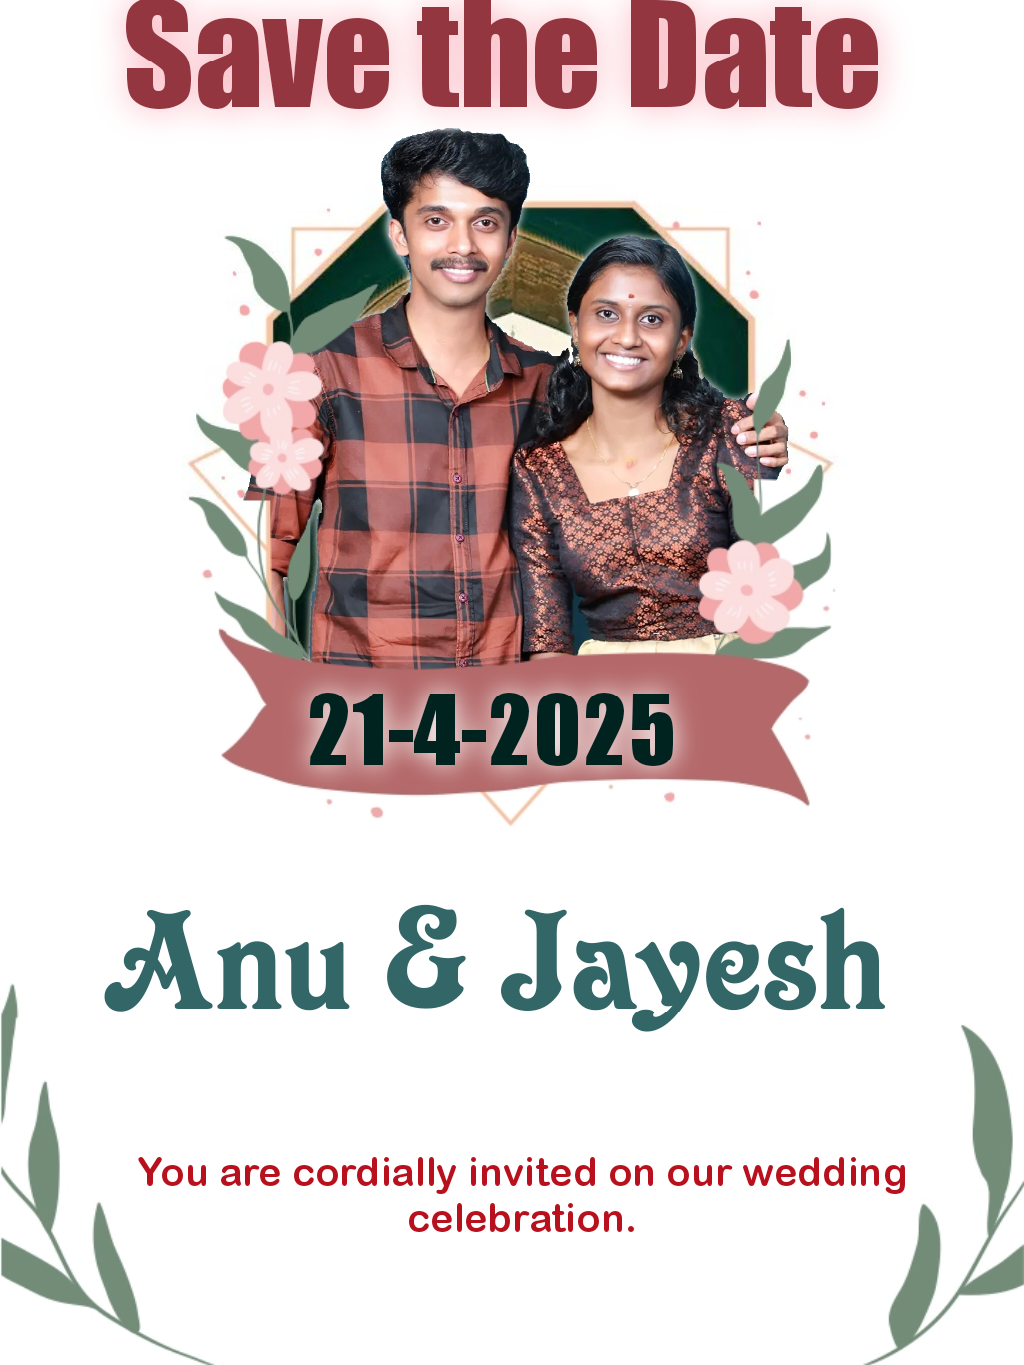 Save the Date
21-4-2025
Anu & Jayesh
You are cordially invited on our wedding
celebration.